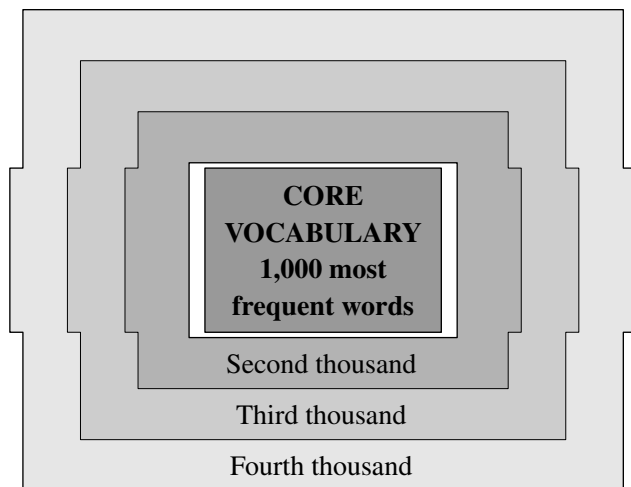 CORE
VOCABULARY
1,000 most
frequent words
Second thousand
Third thousand
Fourth thousand